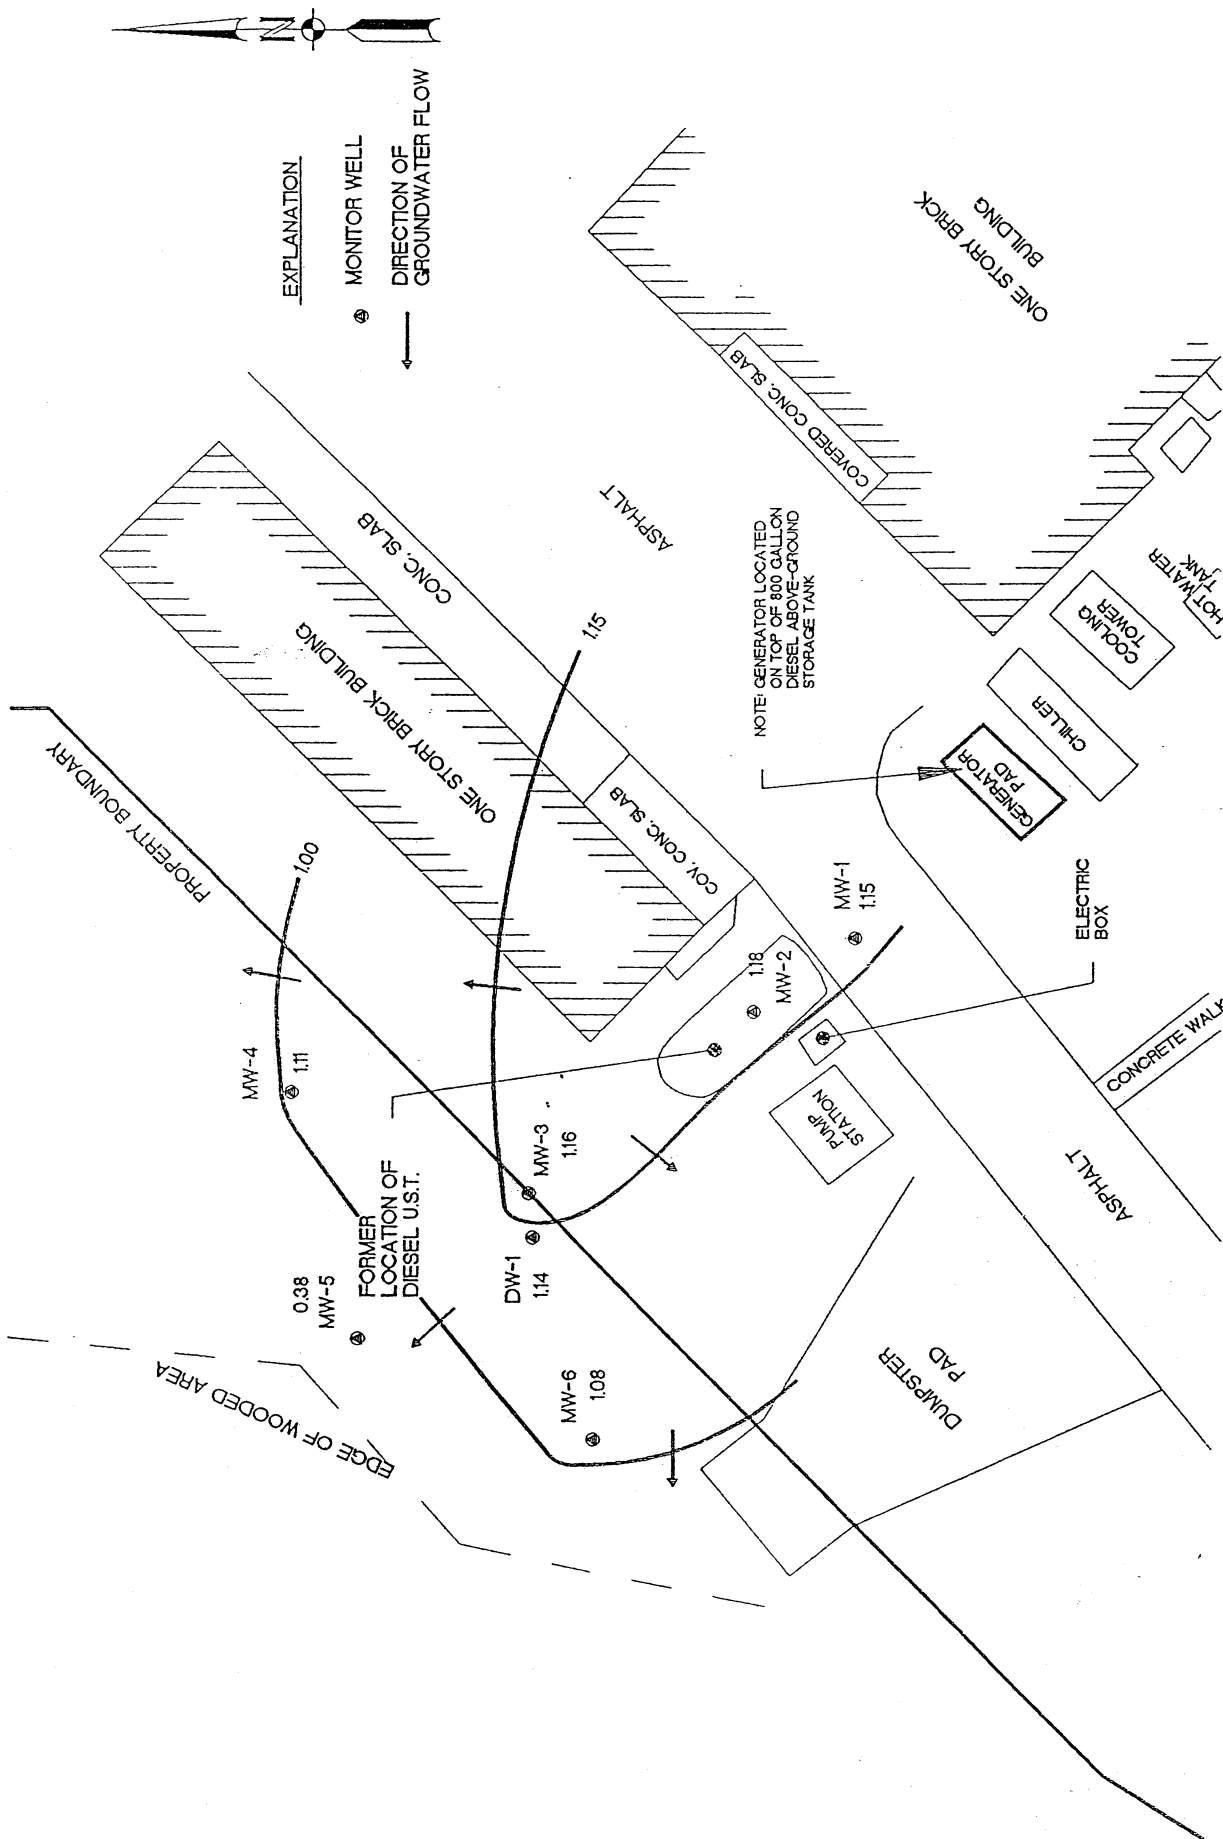 N
EXPLANATION
MONITOR WELL
DIRECTION OF
GROUNDWATER FLOW
ONE STORY BRICK
BUILDING
COVERED CONC. SLAB
ASPHALT
CONC. SLAB
ONE STORY BRICK BUILDING
COV. CONC. SLAB
PROPERTY BOUNDARY
1.00
1.15
NOTE: GENERATOR LOCATED
ON TOP OF 800 GALLON
DIESEL ABOVE-GROUND
STORAGE TANK
HOT WATER
TANK
COOLING
TOWER
CHILLER
GENERATOR
PAD
MW-1
1.15
1.18
MW-2
ELECTRIC
BOX
CONCRETE WALK
PUMP
STATION
ASPHALT
MW-4
1.11
MW-3
1.16
FORMER
LOCATION OF
DIESEL U.S.T.
DW-1
1.14
0.38
MW-5
MW-6
1.08
EDGE OF WOODED AREA
DUMPSTER
PAD
HOT